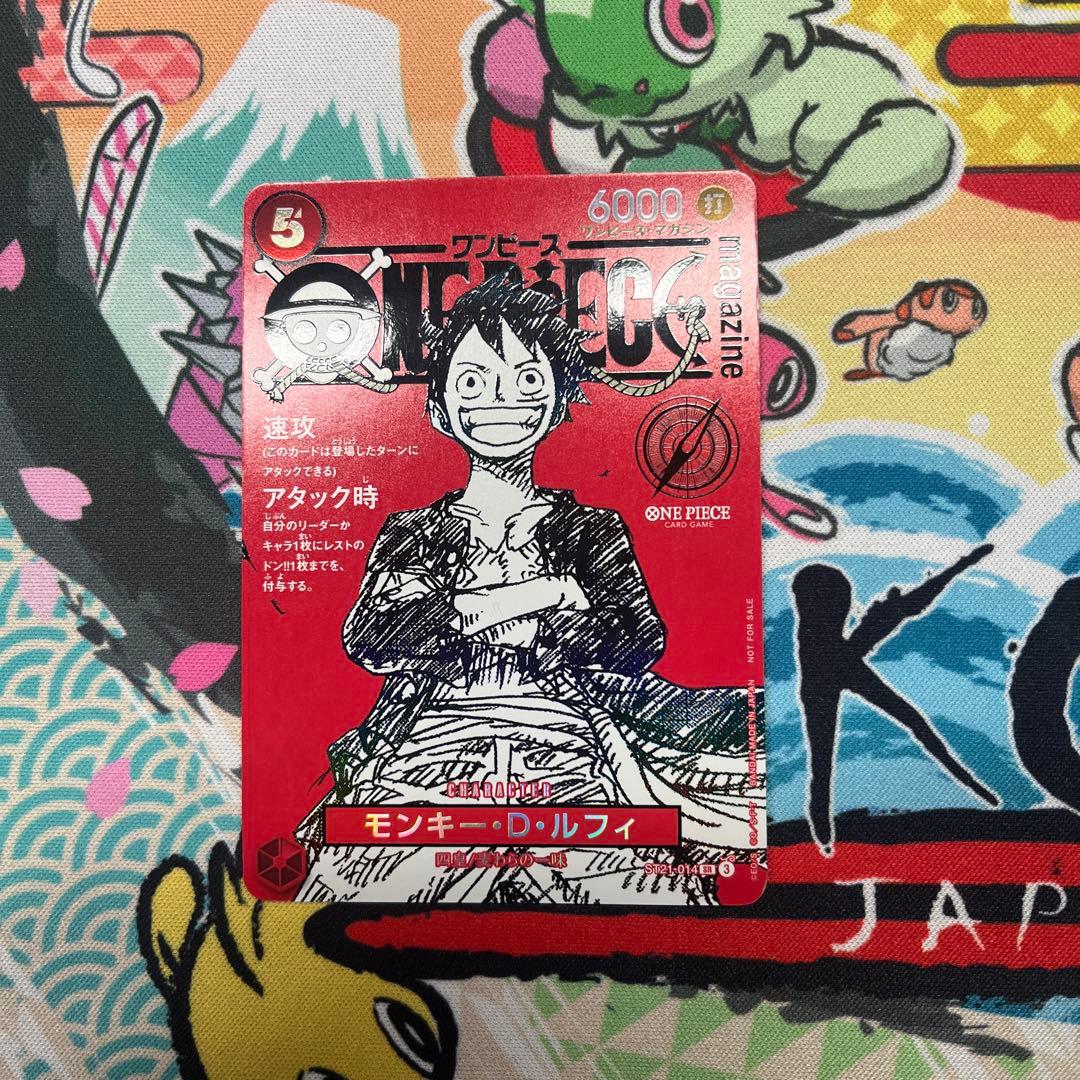 5
6000 打
ワンピース・マガジン
ワンピース
ONE PIECE
magazine
速攻
(このカードは登場したターンに
アタックできる)
アタック時
自分のリーダーか
キャラ1枚にレストの
ドン!!1枚までを、
付与する。
ONE PIECE
CARD GAME
NOT FOR SALE
BANDAI MADE IN JAPAN
©E.O/S. ©O./S.F.T
CHARACTER
モンキー・D・ルフィ
四皇/麦わらの一味
ST21-014 SR 3
JAP